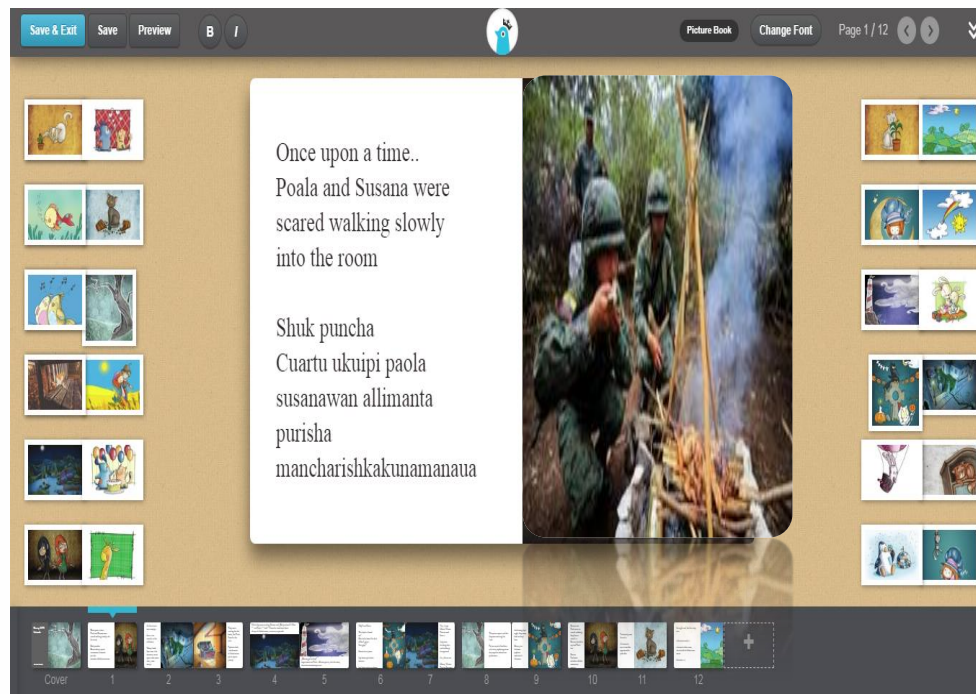 Save & Exit
Save
Preview
B
I
Picture Book
Change Font
Page 1 / 12
Once upon a time..
Poala and Susana were
scared walking slowly
into the room
Shuk puncha
Cuartu ukuipi paola
susanawan allimanta
purisha
mancharishkakunamanaua
Cover
1
2
3
4
5
6
7
8
9
10
11
12